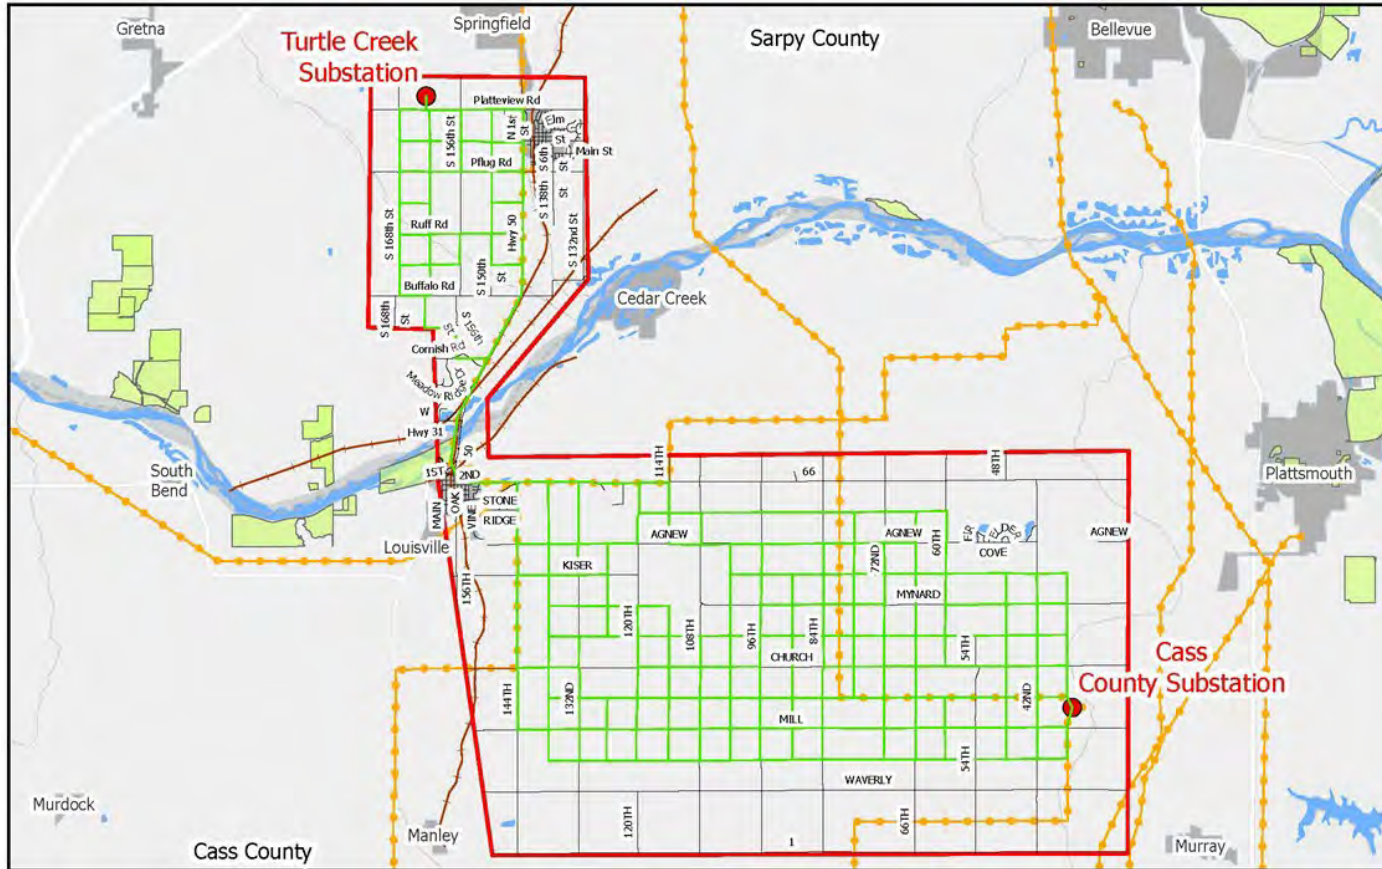 Gretna
Springfield
Sarpy County
Bellevue
Turtle Creek
Substation
Platteview Rd
N 1st
St
Elm
St
Main St
S 156th St
S 6th
St
Pflug Rd
S 138th
St
S 168th St
Ruff Rd
Hwy 50
S 132nd St
S 150th
St
Buffalo Rd
Cedar Creek
S 168th
St
S 156th
St
Cornish Rd
Meadow Ridge Dr
W
Hwy 31
50
South
Bend
1ST
2ND
114TH
66
48TH
Plattsmouth
MAIN
OAK
VINE
STONE
RIDGE
Louisville
AGNEW
AGNEW
60TH
FIR
ELDER
COVE
AGNEW
KISER
72ND
156TH
MYNARD
120TH
108TH
96TH
84TH
54TH
CHURCH
Cass
County Substation
144TH
132ND
42ND
MILL
54TH
WAVERLY
Murdock
Manley
120TH
66TH
1
Murray
Cass County